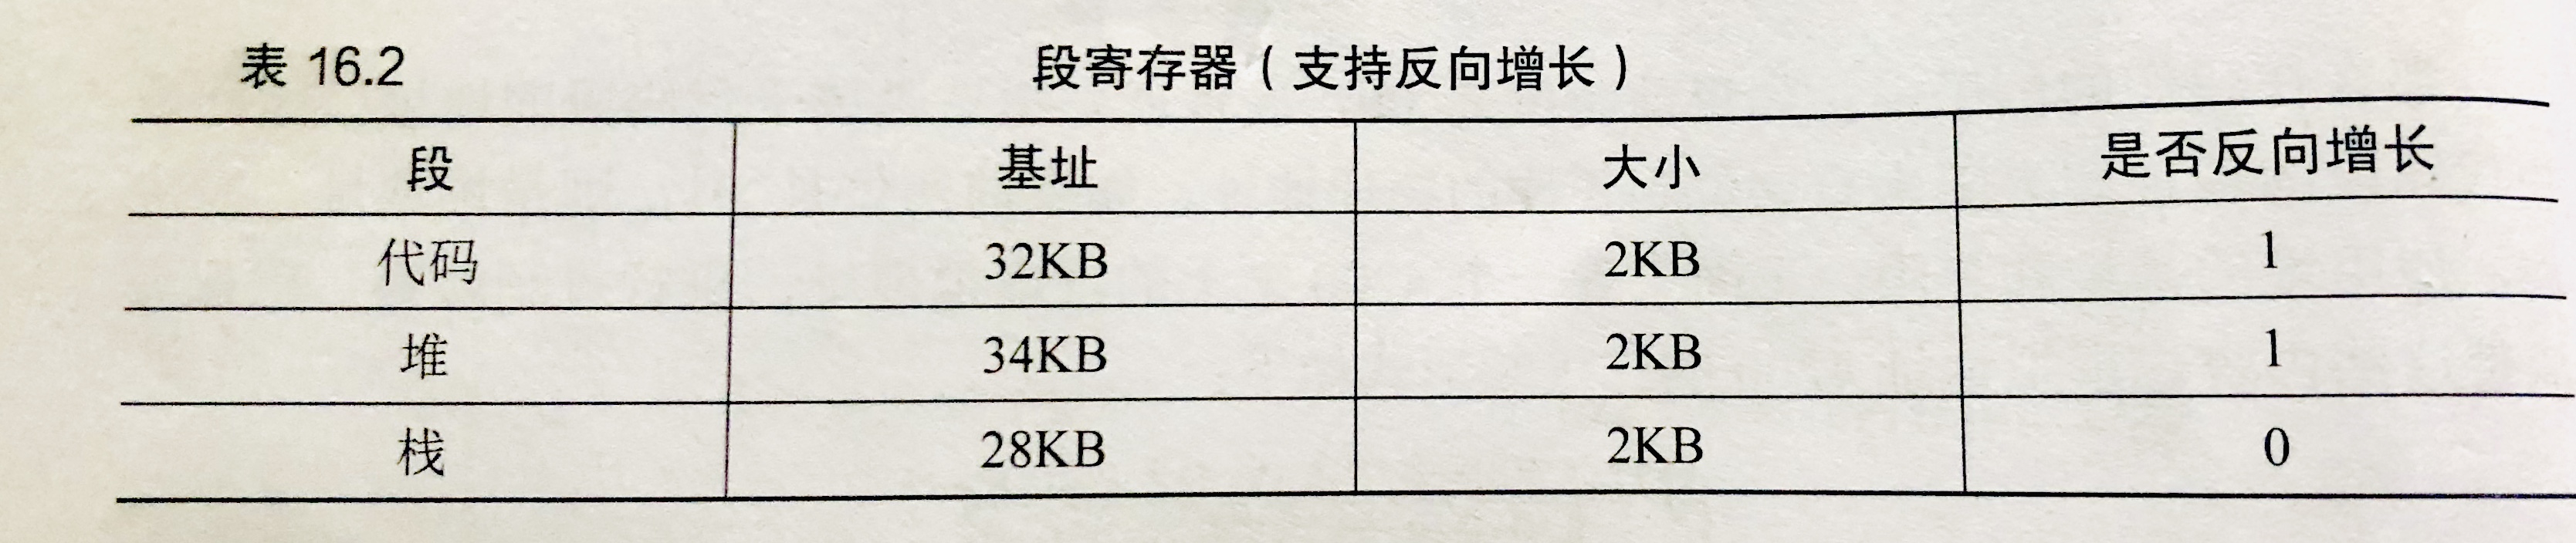 表 16.2 段寄存器（支持反向增长）
段 基址 大小 是否反向增长
代码 32KB 2KB 1
堆 34KB 2KB 1
栈 28KB 2KB 0